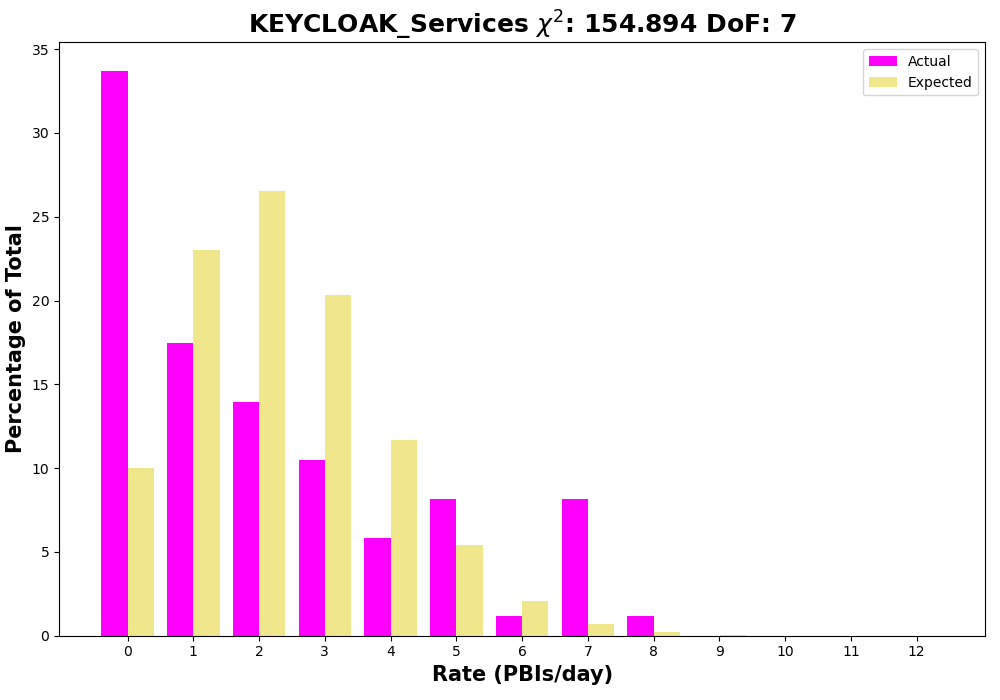 KEYCLOAK_Services χ²: 154.894 DoF: 7
Actual
Expected
Percentage of Total
35
30
25
20
15
10
5
0
0 1 2 3 4 5 6 7 8 9 10 11 12
Rate (PBIs/day)